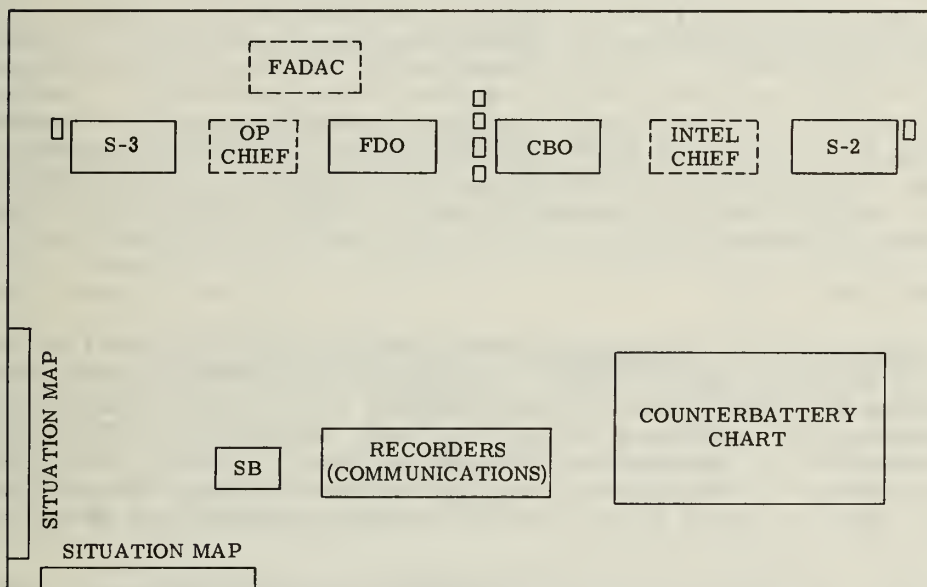 FADAC
S-3
OP
CHIEF
FDO
CBO
INTEL
CHIEF
S-2
SITUATION MAP
COUNTERBATTERY
CHART
SB
RECORDERS
(COMMUNICATIONS)
SITUATION MAP